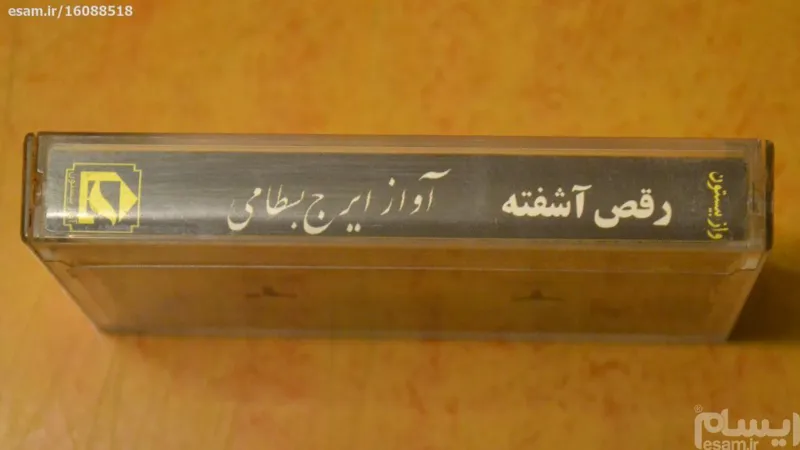 esam.ir/16088518
رقص آشفته
آواز ایرج بسطامی
ایسام
esam.ir